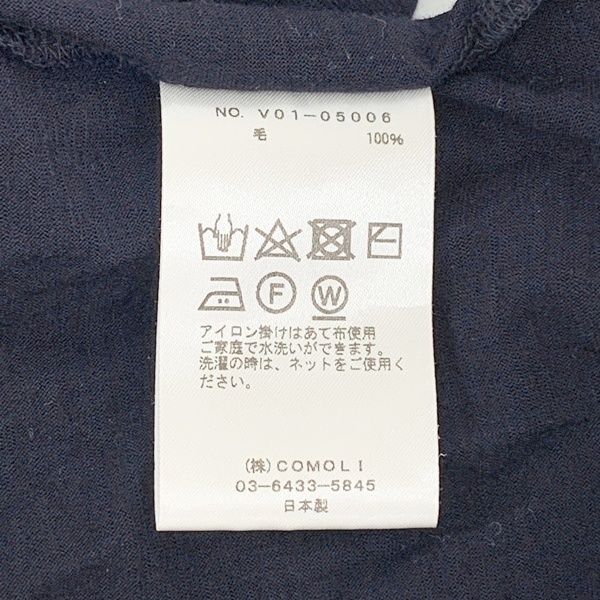 NO. V01-05006
毛 100%
F W
アイロン掛けはあて布使用
ご家庭で水洗いができます。
洗濯の時は、ネットをご使用く
ださい。
(株)COMOLI
03-6433-5845
日本製